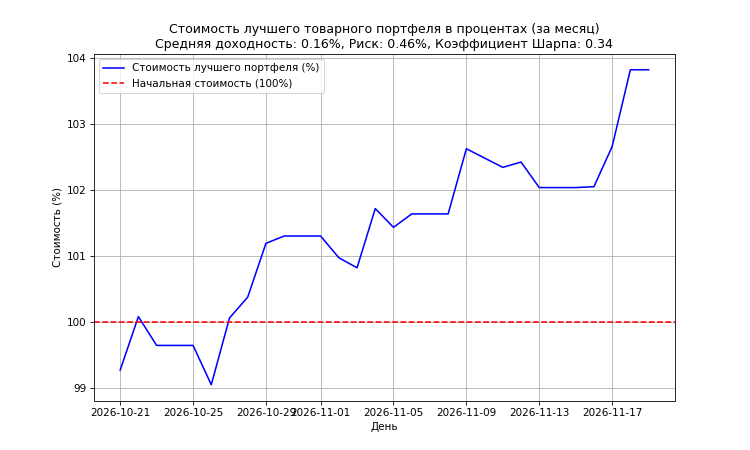 Стоимость лучшего товарного портфеля в процентах (за месяц)
Средняя доходность: 0.16%, Риск: 0.46%, Коэффициент Шарпа: 0.34
Стоимость лучшего портфеля (%)
Начальная стоимость (100%)
104
103
102
101
100
99
Стоимость (%)
2026-10-21 2026-10-25 2026-10-29 2026-11-01 2026-11-05 2026-11-09 2026-11-13 2026-11-17
День